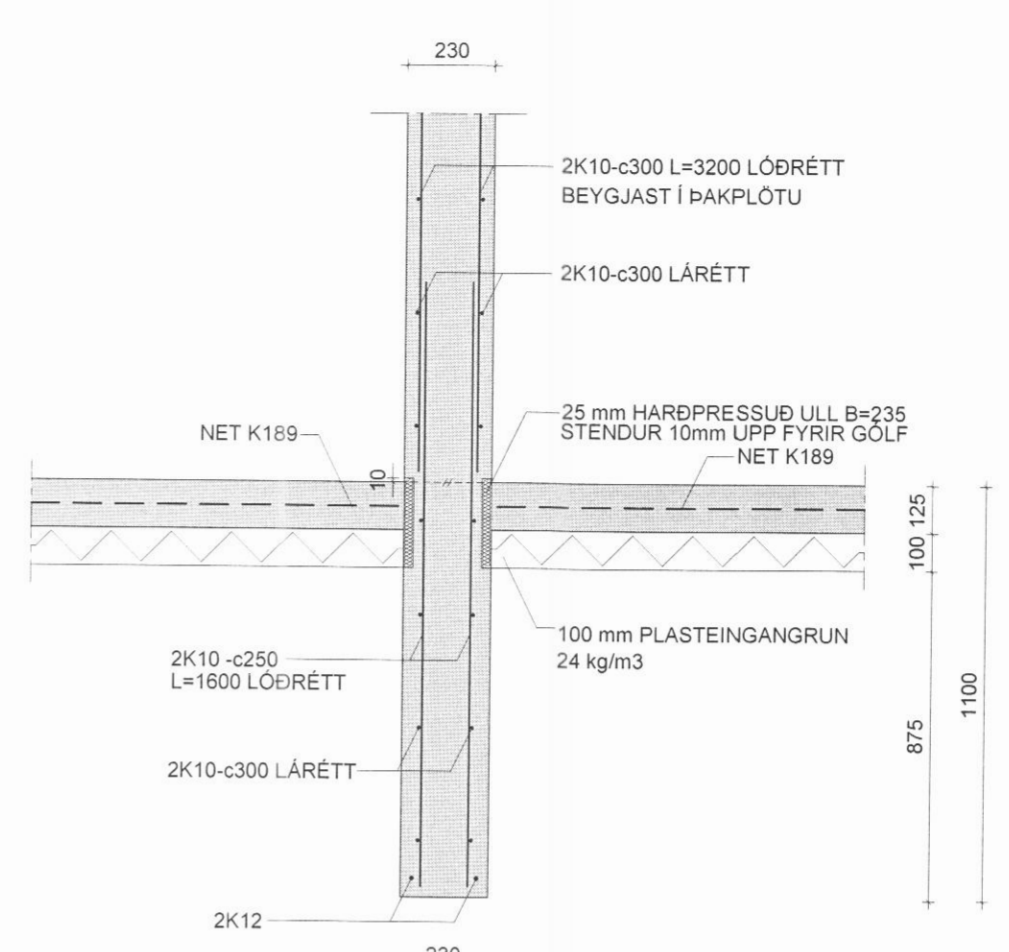 230
2K10-c300 L=3200 LÓÐRÉTT
BEYGJAST Í ÞAKPLÖTU
2K10-c300 LÁRÉTT
25 mm HARÐPRESSUÐ ULL B=235
STENDUR 10mm UPP FYRIR GÓLF
NET K189
NET K189
10
125
100
100 mm PLASTEINGANGRUN
24 kg/m3
2K10 -c250
L=1600 LÓÐRÉTT
1100
875
2K10-c300 LÁRÉTT
2K12
230